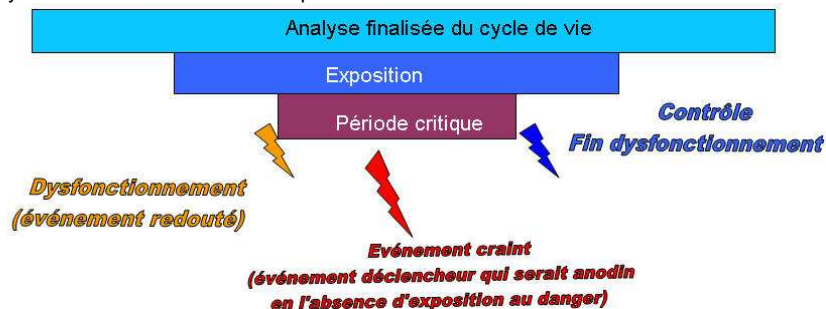 Analyse finalisée du cycle de vie
Exposition
Période critique
Contrôle
Fin dysfonctionnement
Dysfonctionnement
(événement redouté)
Evénement craint
(événement déclencheur qui serait anodin
en l'absence d'exposition au danger)